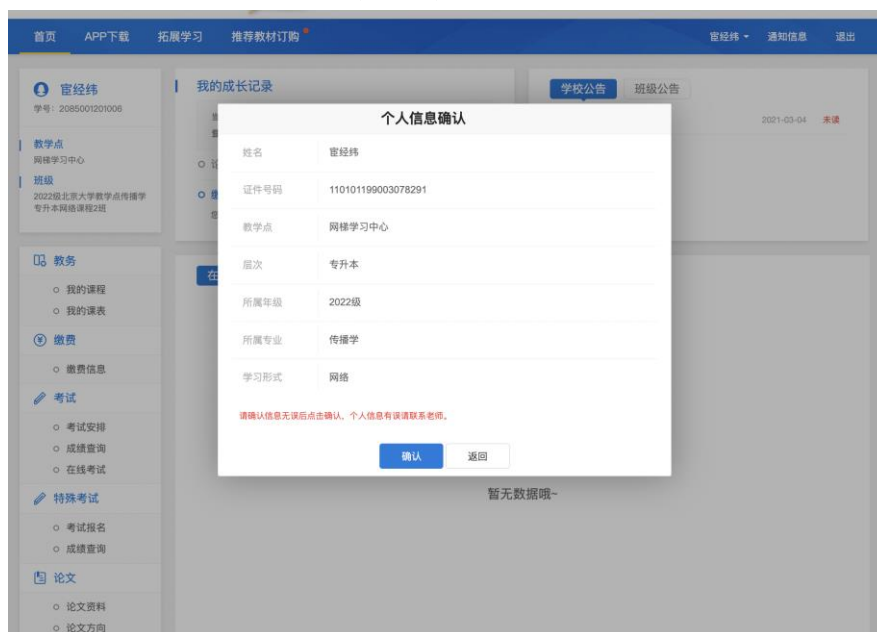 首页 APP下载 拓展学习 推荐教材订购 宦经纬 通知信息 退出
宦经纬
学号：2085001201006
教学点
网梯学习中心
班级
2022级北京大学教学点传播学
专升本网络课程2班
我的成长记录
学校公告 班级公告
2021-03-04 未读
个人信息确认
姓名 宦经纬
证件号码 110101199003078291
教学点 网梯学习中心
层次 专升本
所属年级 2022级
所属专业 传播学
学习形式 网络
请确认信息无误后点击确认，个人信息有误请联系老师。
确认 返回
教务
我的课程
我的课表
缴费
缴费信息
考试
考试安排
成绩查询
在线考试
特殊考试
考试报名
成绩查询
论文
论文资料
论文方向
在
暂无数据哦~